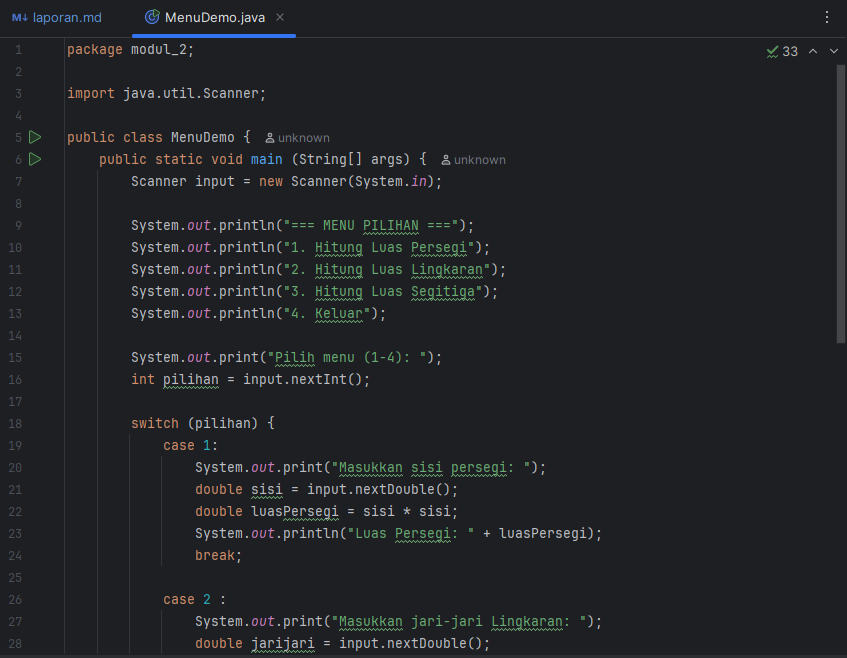 M↓ laporan.md MenuDemo.java ×
33
1 package modul_2;
2
3 import java.util.Scanner;
4
5 public class MenuDemo { unknown
6 public static void main (String[] args) { unknown
7 Scanner input = new Scanner(System.in);
8
9 System.out.println("=== MENU PILIHAN ===");
10 System.out.println("1. Hitung Luas Persegi");
11 System.out.println("2. Hitung Luas Lingkaran");
12 System.out.println("3. Hitung Luas Segitiga");
13 System.out.println("4. Keluar");
14
15 System.out.print("Pilih menu (1-4): ");
16 int pilihan = input.nextInt();
17
18 switch (pilihan) {
19 case 1:
20 System.out.print("Masukkan sisi persegi: ");
21 double sisi = input.nextDouble();
22 double luasPersegi = sisi * sisi;
23 System.out.println("Luas Persegi: " + luasPersegi);
24 break;
25
26 case 2 :
27 System.out.print("Masukkan jari-jari Lingkaran: ");
28 double jarijari = input.nextDouble();